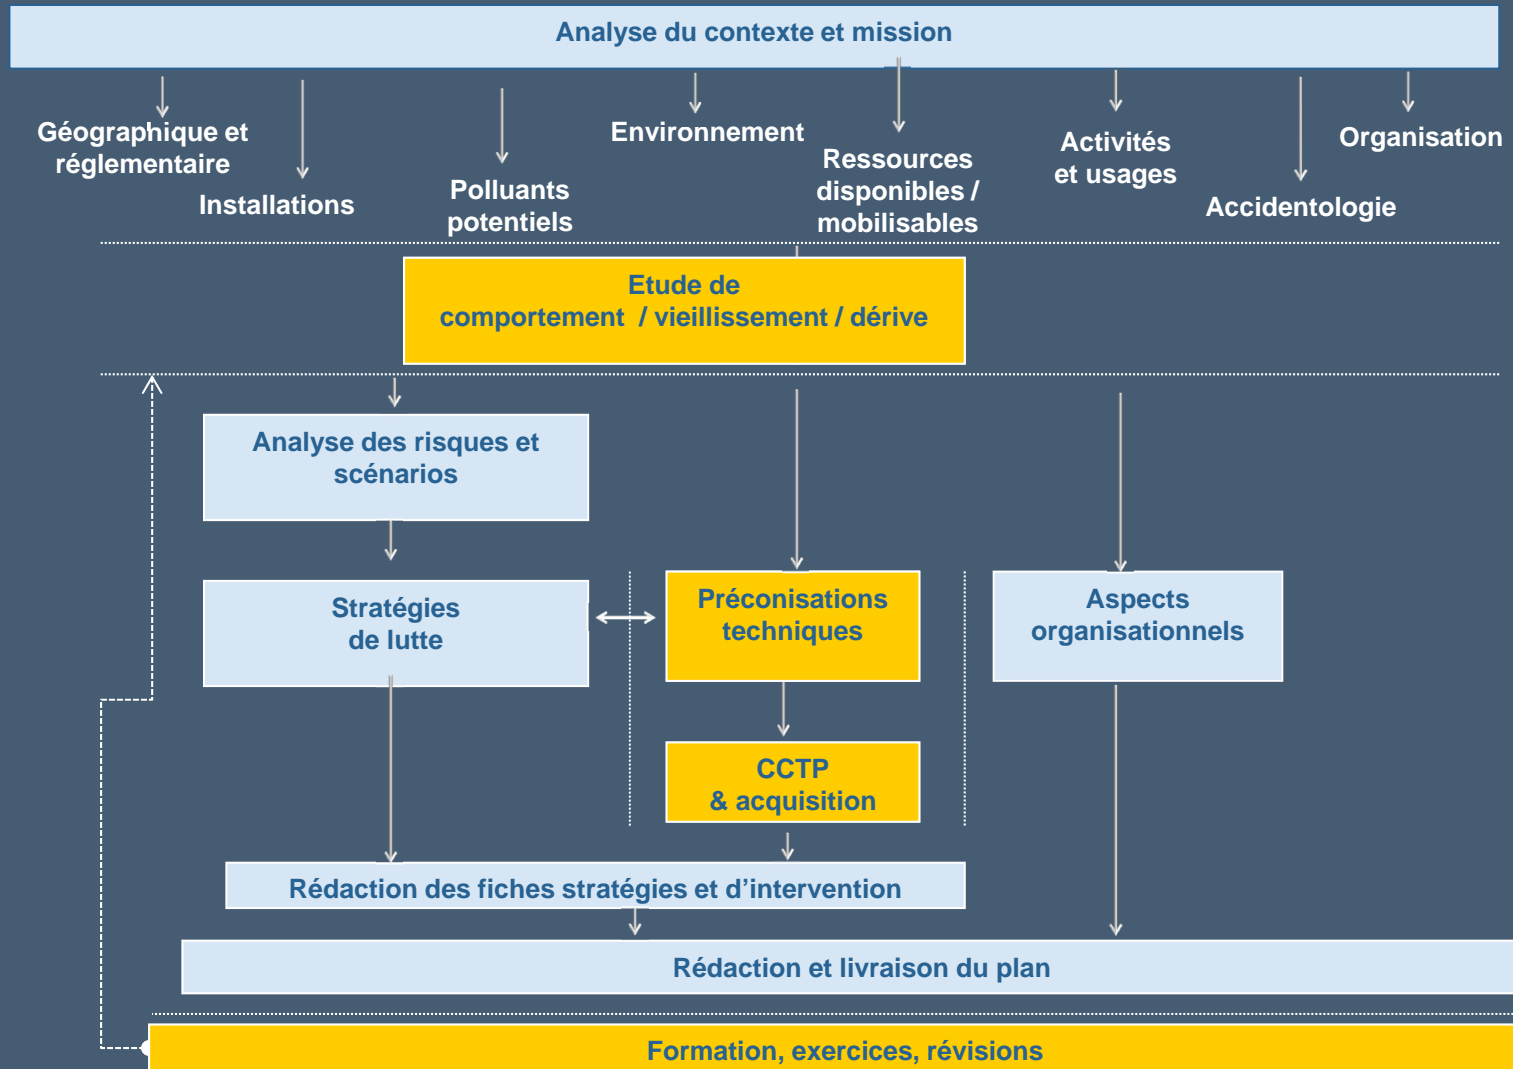 Analyse du contexte et mission
Géographique et
réglementaire
Installations
Polluants
potentiels
Environnement
Ressources
disponibles /
mobilisables
Activités
et usages
Accidentologie
Organisation
Etude de
comportement / vieillissement / dérive
Analyse des risques et
scénarios
Stratégies
de lutte
Préconisations
techniques
Aspects
organisationnels
CCTP
& acquisition
Rédaction des fiches stratégies et d’intervention
Rédaction et livraison du plan
Formation, exercices, révisions